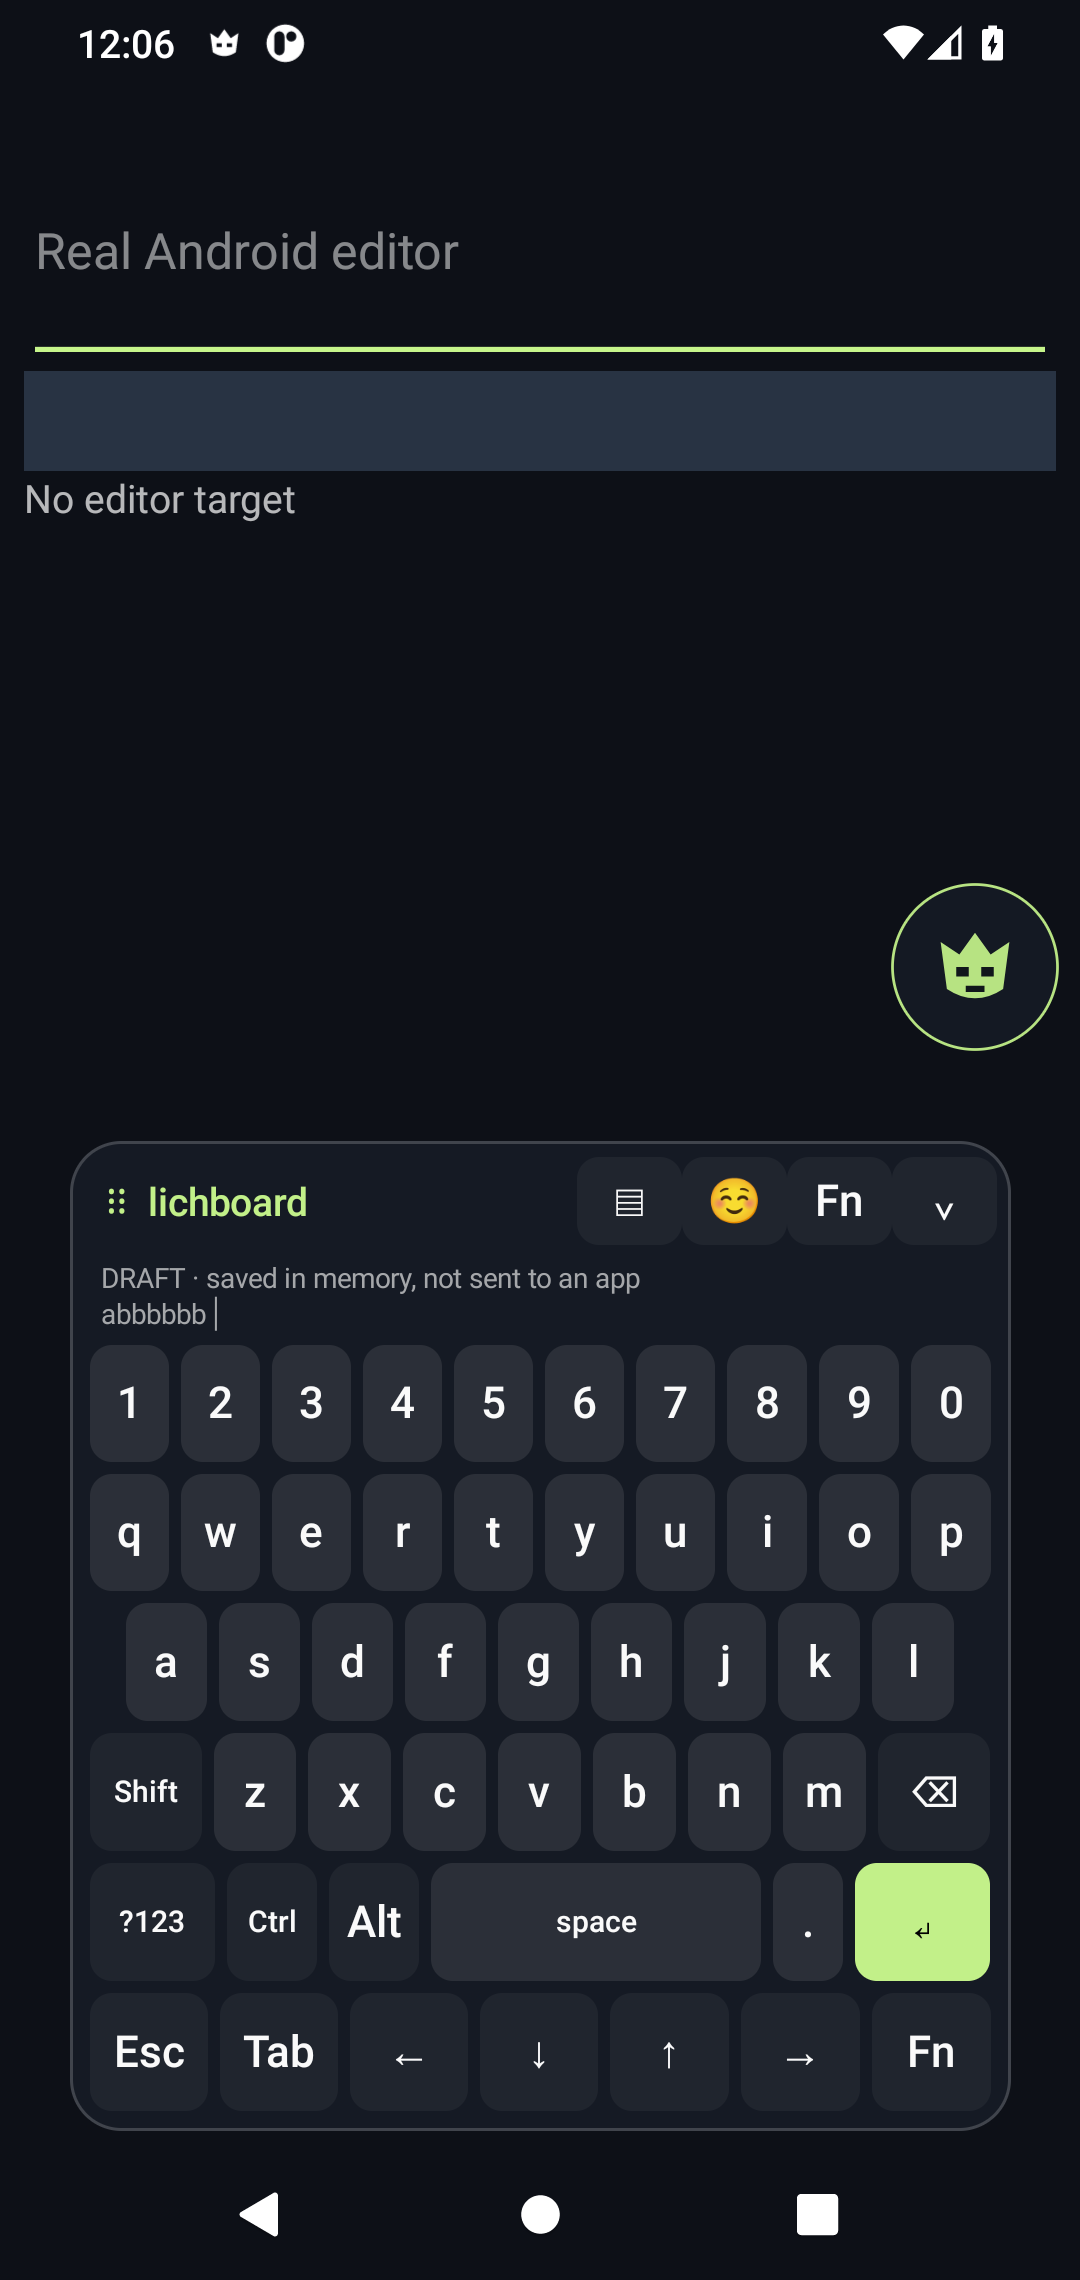 12:06
Real Android editor
No editor target
lichboard
Fn
DRAFT · saved in memory, not sent to an app
abbbbbb
1 2 3 4 5 6 7 8 9 0
q w e r t y u i o p
a s d f g h j k l
Shift z x c v b n m
?123 Ctrl Alt space . ↵
Esc Tab ← ↓ ↑ → Fn